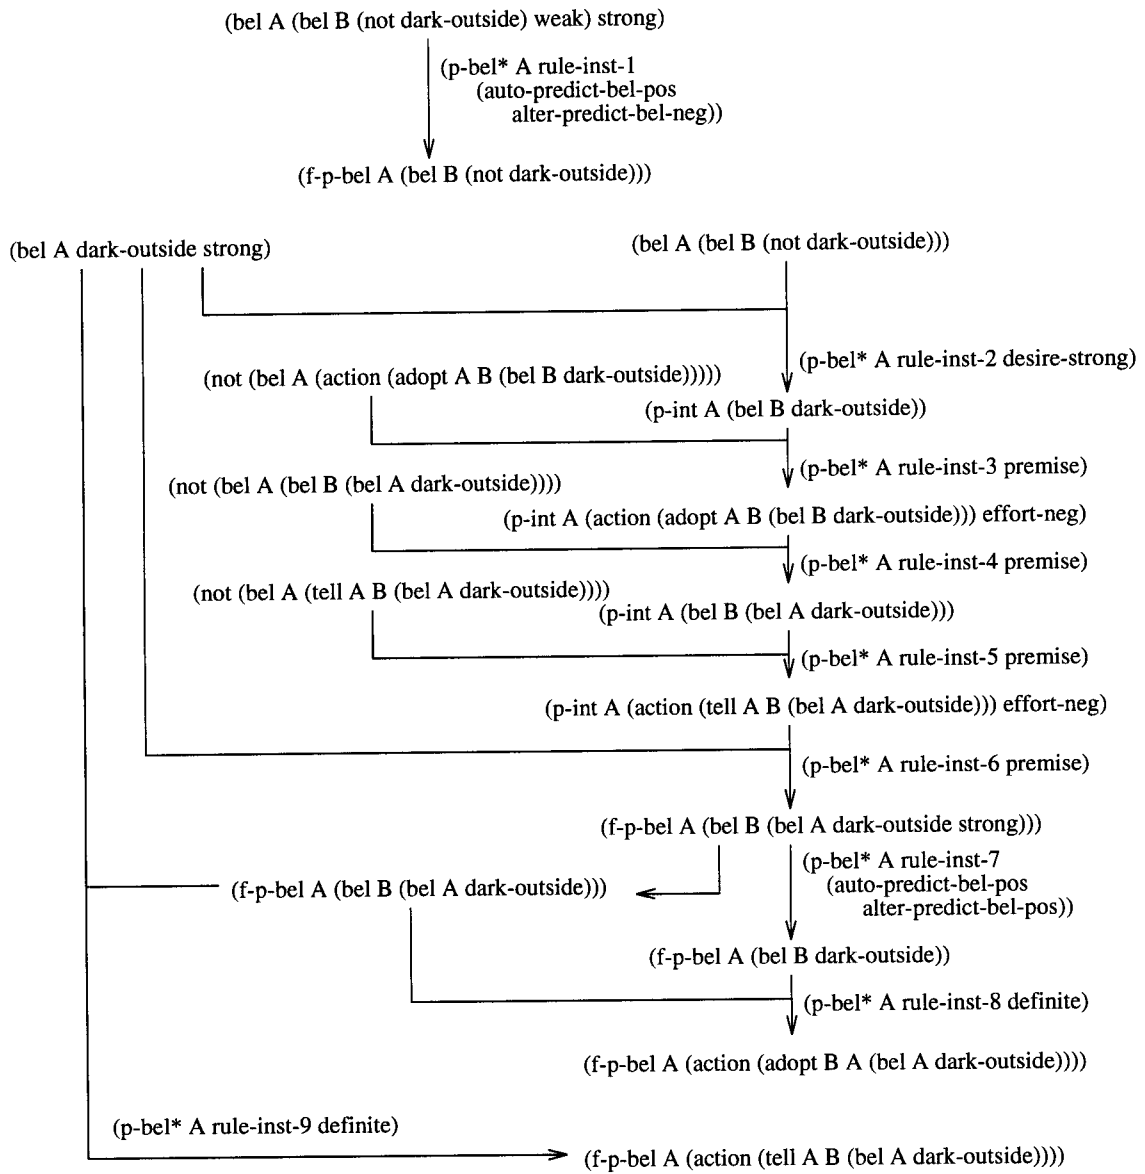 (bel A (bel B (not dark-outside) weak) strong)
(p-bel* A rule-inst-1
(auto-predict-bel-pos
alter-predict-bel-neg))
(f-p-bel A (bel B (not dark-outside)))
(bel A dark-outside strong)
(bel A (bel B (not dark-outside)))
(p-bel* A rule-inst-2 desire-strong)
(not (bel A (action (adopt A B (bel B dark-outside)))))
(p-int A (bel B dark-outside))
(p-bel* A rule-inst-3 premise)
(not (bel A (bel B (bel A dark-outside))))
(p-int A (action (adopt A B (bel B dark-outside))) effort-neg)
(p-bel* A rule-inst-4 premise)
(not (bel A (tell A B (bel A dark-outside))))
(p-int A (bel B (bel A dark-outside)))
(p-bel* A rule-inst-5 premise)
(p-int A (action (tell A B (bel A dark-outside))) effort-neg)
(p-bel* A rule-inst-6 premise)
(f-p-bel A (bel B (bel A dark-outside strong)))
(p-bel* A rule-inst-7
(auto-predict-bel-pos
alter-predict-bel-pos))
(f-p-bel A (bel B (bel A dark-outside)))
(f-p-bel A (bel B dark-outside))
(p-bel* A rule-inst-8 definite)
(f-p-bel A (action (adopt B A (bel A dark-outside))))
(p-bel* A rule-inst-9 definite)
(f-p-bel A (action (tell A B (bel A dark-outside))))